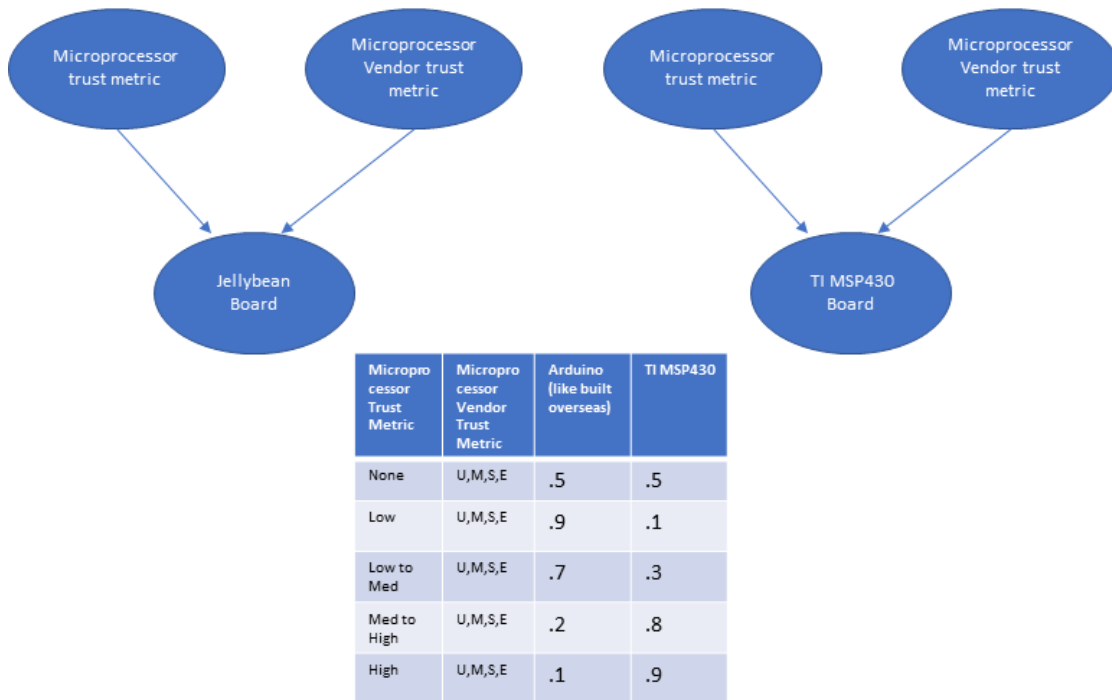 Microprocessor
trust metric
Microprocessor
Vendor trust
metric
Microprocessor
trust metric
Microprocessor
Vendor trust
metric
Jellybean
Board
TI MSP430
Board
Micropro
cessor
Trust
Metric
Micropro
cessor
Vendor
Trust
Metric
Arduino
(like built
overseas)
TI MSP430
None
U,M,S,E
.5
.5
Low
U,M,S,E
.9
.1
Low to
Med
U,M,S,E
.7
.3
Med to
High
U,M,S,E
.2
.8
High
U,M,S,E
.1
.9